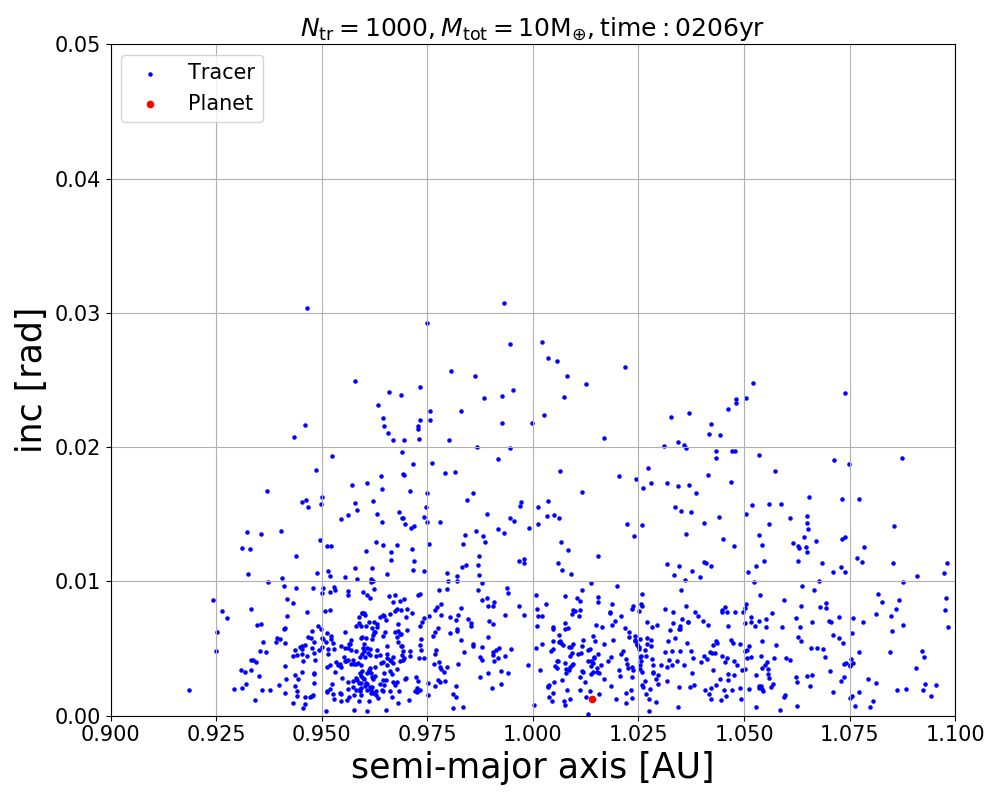 N_tr = 1000, M_tot = 10M_⊕, time : 0206yr
0.05
Tracer
Planet
0.04
0.03
0.02
0.01
0.00
inc [rad]
0.900 0.925 0.950 0.975 1.000 1.025 1.050 1.075 1.100
semi-major axis [AU]